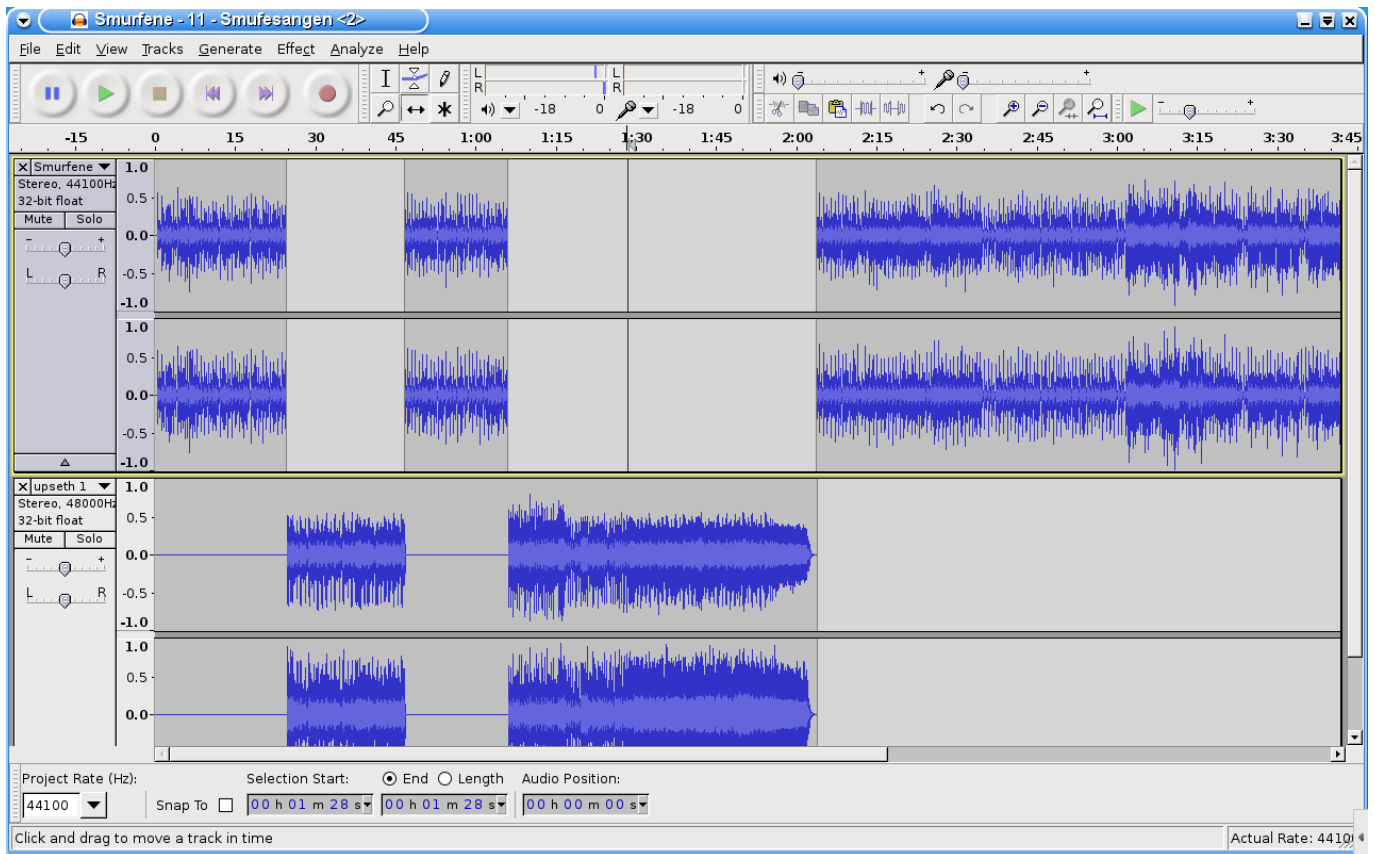 Smurfene - 11 - Smufesangen <2>
File Edit View Tracks Generate Effect Analyze Help
L R -18 0 L R -18 0
-15 0 15 30 45 1:00 1:15 1:30 1:45 2:00 2:15 2:30 2:45 3:00 3:15 3:30 3:45
Smurfene
Stereo, 44100Hz
32-bit float
Mute Solo
- +
L R
1.0
0.5
0.0
-0.5
-1.0
1.0
0.5
0.0
-0.5
-1.0
upseth 1
Stereo, 48000Hz
32-bit float
Mute Solo
- +
L R
1.0
0.5
0.0
-0.5
-1.0
1.0
0.5
0.0
Project Rate (Hz): Selection Start: End Length Audio Position:
44100 Snap To 00 h 01 m 28 s 00 h 01 m 28 s 00 h 00 m 00 s
Click and drag to move a track in time Actual Rate: 4410